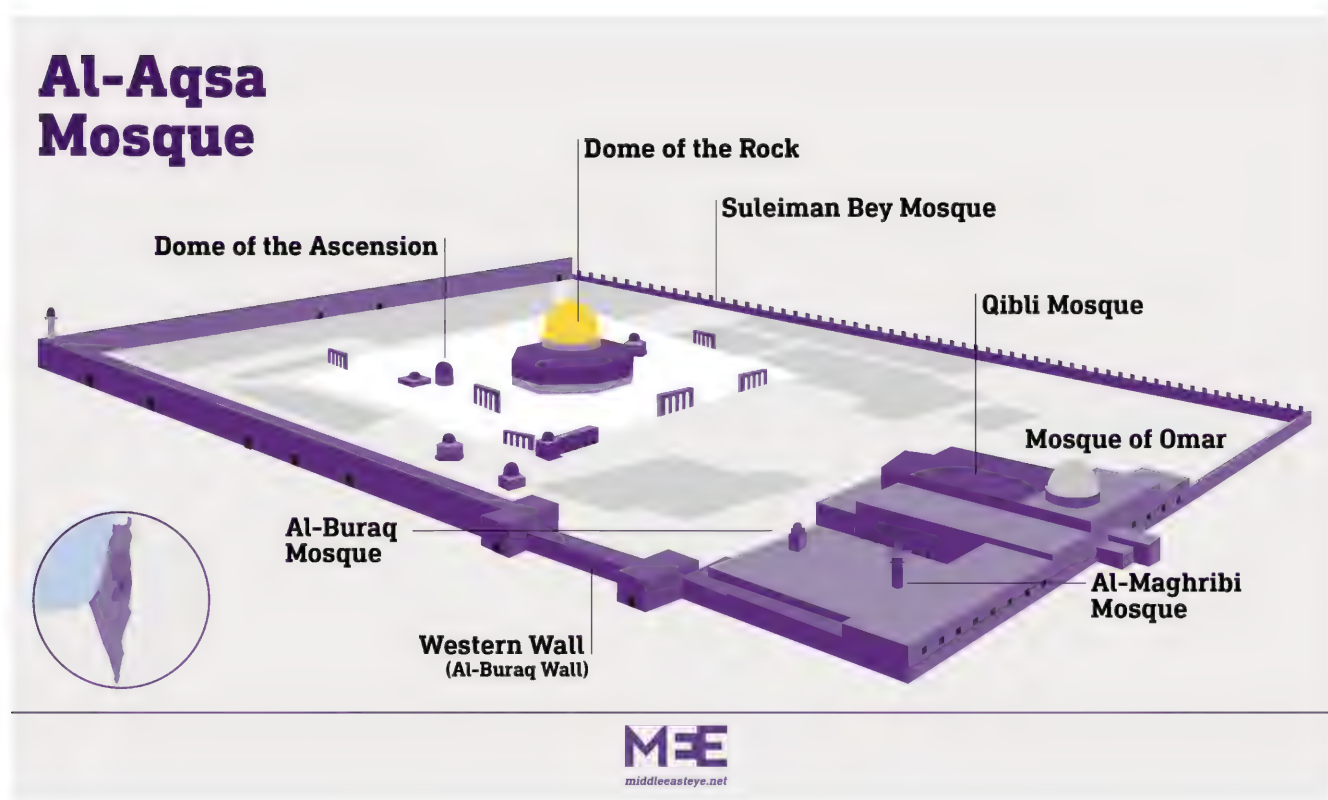 Al-Aqsa
Mosque
Dome of the Rock
Suleiman Bey Mosque
Dome of the Ascension
Qibli Mosque
Mosque of Omar
Al-Buraq
Mosque
Al-Maghribi
Mosque
Western Wall
(Al-Buraq Wall)
MEE
middleeasteye.net